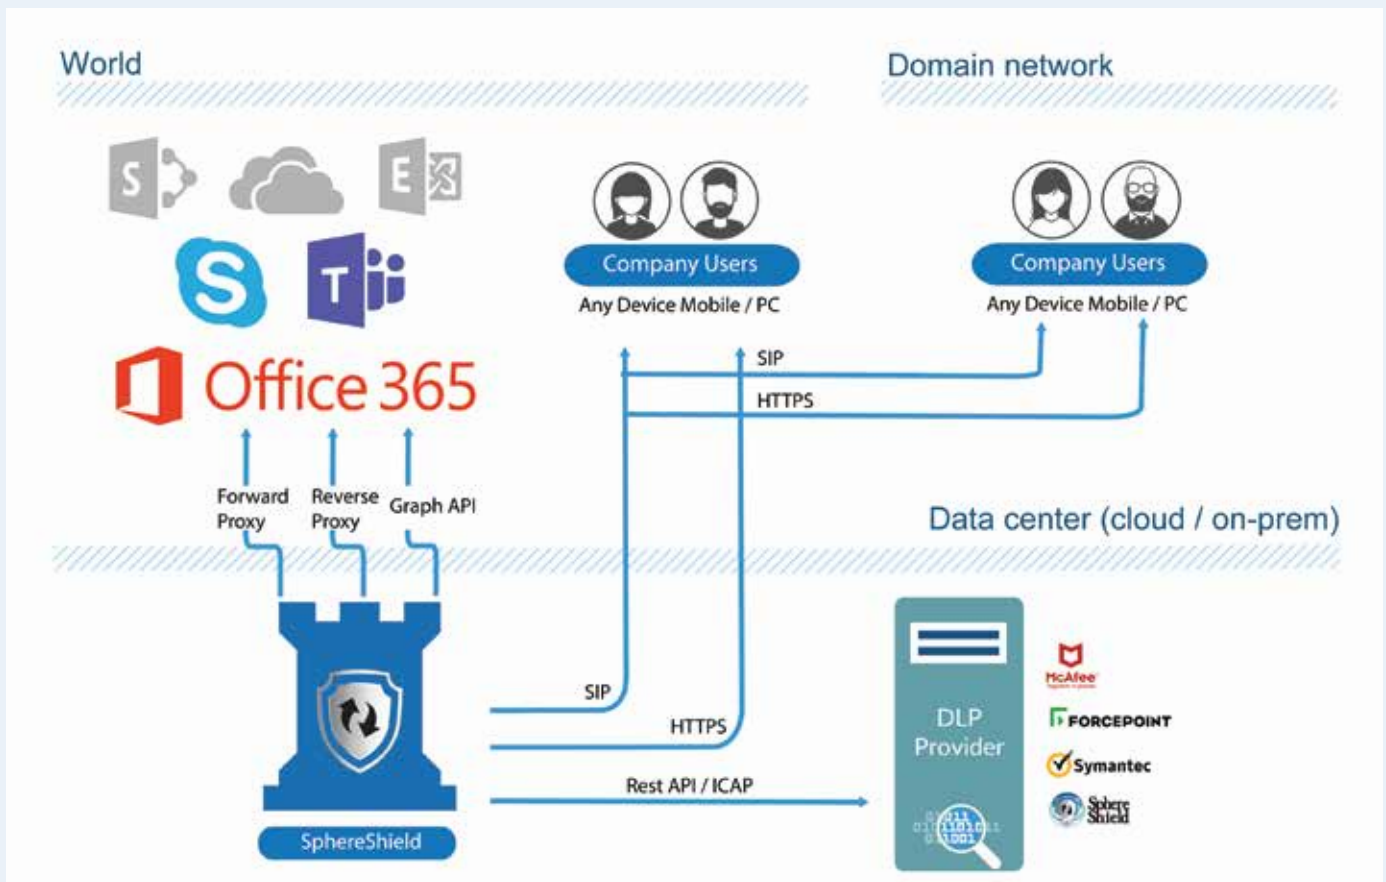 World
Domain network
S
E
S
T
Office 365
Company Users
Any Device Mobile / PC
Company Users
Any Device Mobile / PC
SIP
HTTPS
Forward
Proxy
Reverse
Proxy
Graph API
Data center (cloud / on-prem)
SIP
HTTPS
Rest API / ICAP
SphereShield
DLP
Provider
McAfee
FORCEPOINT
Symantec
Sphere
Shield